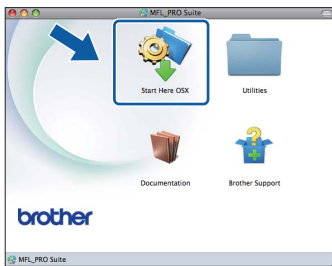 MFL_PRO Suite
Start Here OSX
Utilities
Documentation
Brother Support
brother
MFL_PRO Suite